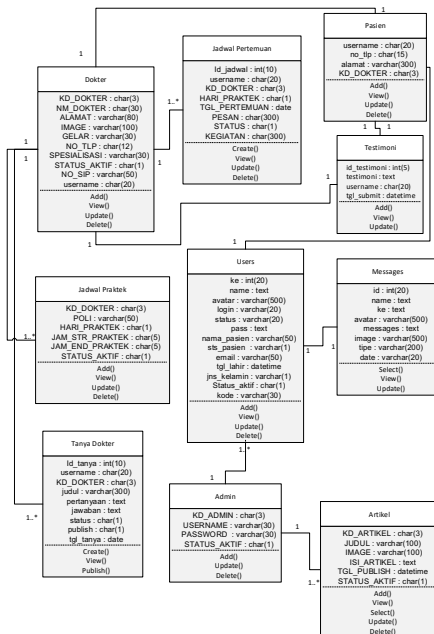 Dokter
KD_DOKTER : char(3)
NM_DOKTER : char(30)
ALAMAT : varchar(80)
IMAGE : varchar(100)
GELAR : varchar(30)
NO_TLP : char(12)
SPESIALISASI : varchar(30)
STATUS_AKTIF : char(1)
NO_SIP : varchar(50)
username : char(20)
Add()
View()
Update()
Delete()
Jadwal Pertemuan
Id_jadwal : int(10)
username : char(20)
KD_DOKTER : char(3)
HARI_PRAKTEK : char(1)
TGL_PERTEMUAN : date
PESAN : char(300)
STATUS : char(1)
KEGIATAN : char(300)
Create()
View()
Update()
Delete()
Pasien
username : char(20)
no_tlp : char(15)
alamat : varchar(300)
KD_DOKTER : char(3)
Add()
View()
Update()
Delete()
Testimoni
id_testimoni : int(5)
testimoni : text
username : char(20)
tgl_submit : datetime
Add()
View()
Update()
Jadwal Praktek
KD_DOKTER : char(3)
POLI : varchar(50)
HARI_PRAKTEK : char(1)
JAM_STR_PRAKTEK : char(5)
JAM_END_PRAKTEK : char(5)
STATUS_AKTIF : char(1)
Add()
View()
Update()
Delete()
Users
ke : int(20)
name : text
avatar : varchar(500)
login : varchar(20)
status : varchar(20)
pass : text
nama_pasien : varchar(50)
sts_pasien : varchar(1)
email : varchar(50)
tgl_lahir : datetime
jns_kelamin : varchar(1)
Status_aktif : char(1)
kode : varchar(30)
Add()
View()
Update()
Delete()
Messages
id : int(20)
name : text
ke : text
avatar : varchar(500)
messages : text
image : varchar(500)
tipe : varchar(200)
date : varchar(20)
Select()
View()
Update()
Delete()
Tanya Dokter
Id_tanya : int(10)
username : char(20)
KD_DOKTER : char(3)
judul : varchar(300)
pertanyaan : text
jawaban : text
status : char(1)
publish : char(1)
tgl_tanya : date
Create()
View()
Publish()
Admin
KD_ADMIN : char(3)
USERNAME : varchar(30)
PASSWORD : varchar(30)
STATUS_AKTIF : char(1)
Add()
Update()
Delete()
Artikel
KD_ARTIKEL : char(3)
JUDUL : varchar(100)
IMAGE : varchar(100)
ISI_ARTIKEL : text
TGL_PUBLISH : datetime
STATUS_AKTIF : char(1)
Add()
View()
Select()
Update()
Delete()
1
1
1
1
1
1..*
1
1
1
1
1
1
1..*
1..*
1
1
1..*
1
1
1..*